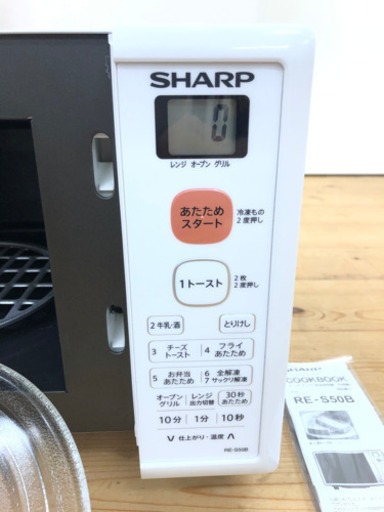 SHARP
0
レンジ オーブン グリル
あたため
スタート
冷凍もの
2度押し
1トースト
2枚
2度押し
2 牛乳・酒
とりけし
3 チーズ
トースト
4 フライ
あたため
5 お弁当
あたため
6 全解凍
7 サックリ解凍
オーブン
グリル
レンジ
出力切替
30秒
あたため
10分
1分
10秒
∨ 仕上がり・温度 ∧
RE-S50B
SHARP
COOKBOOK
RE-S50B